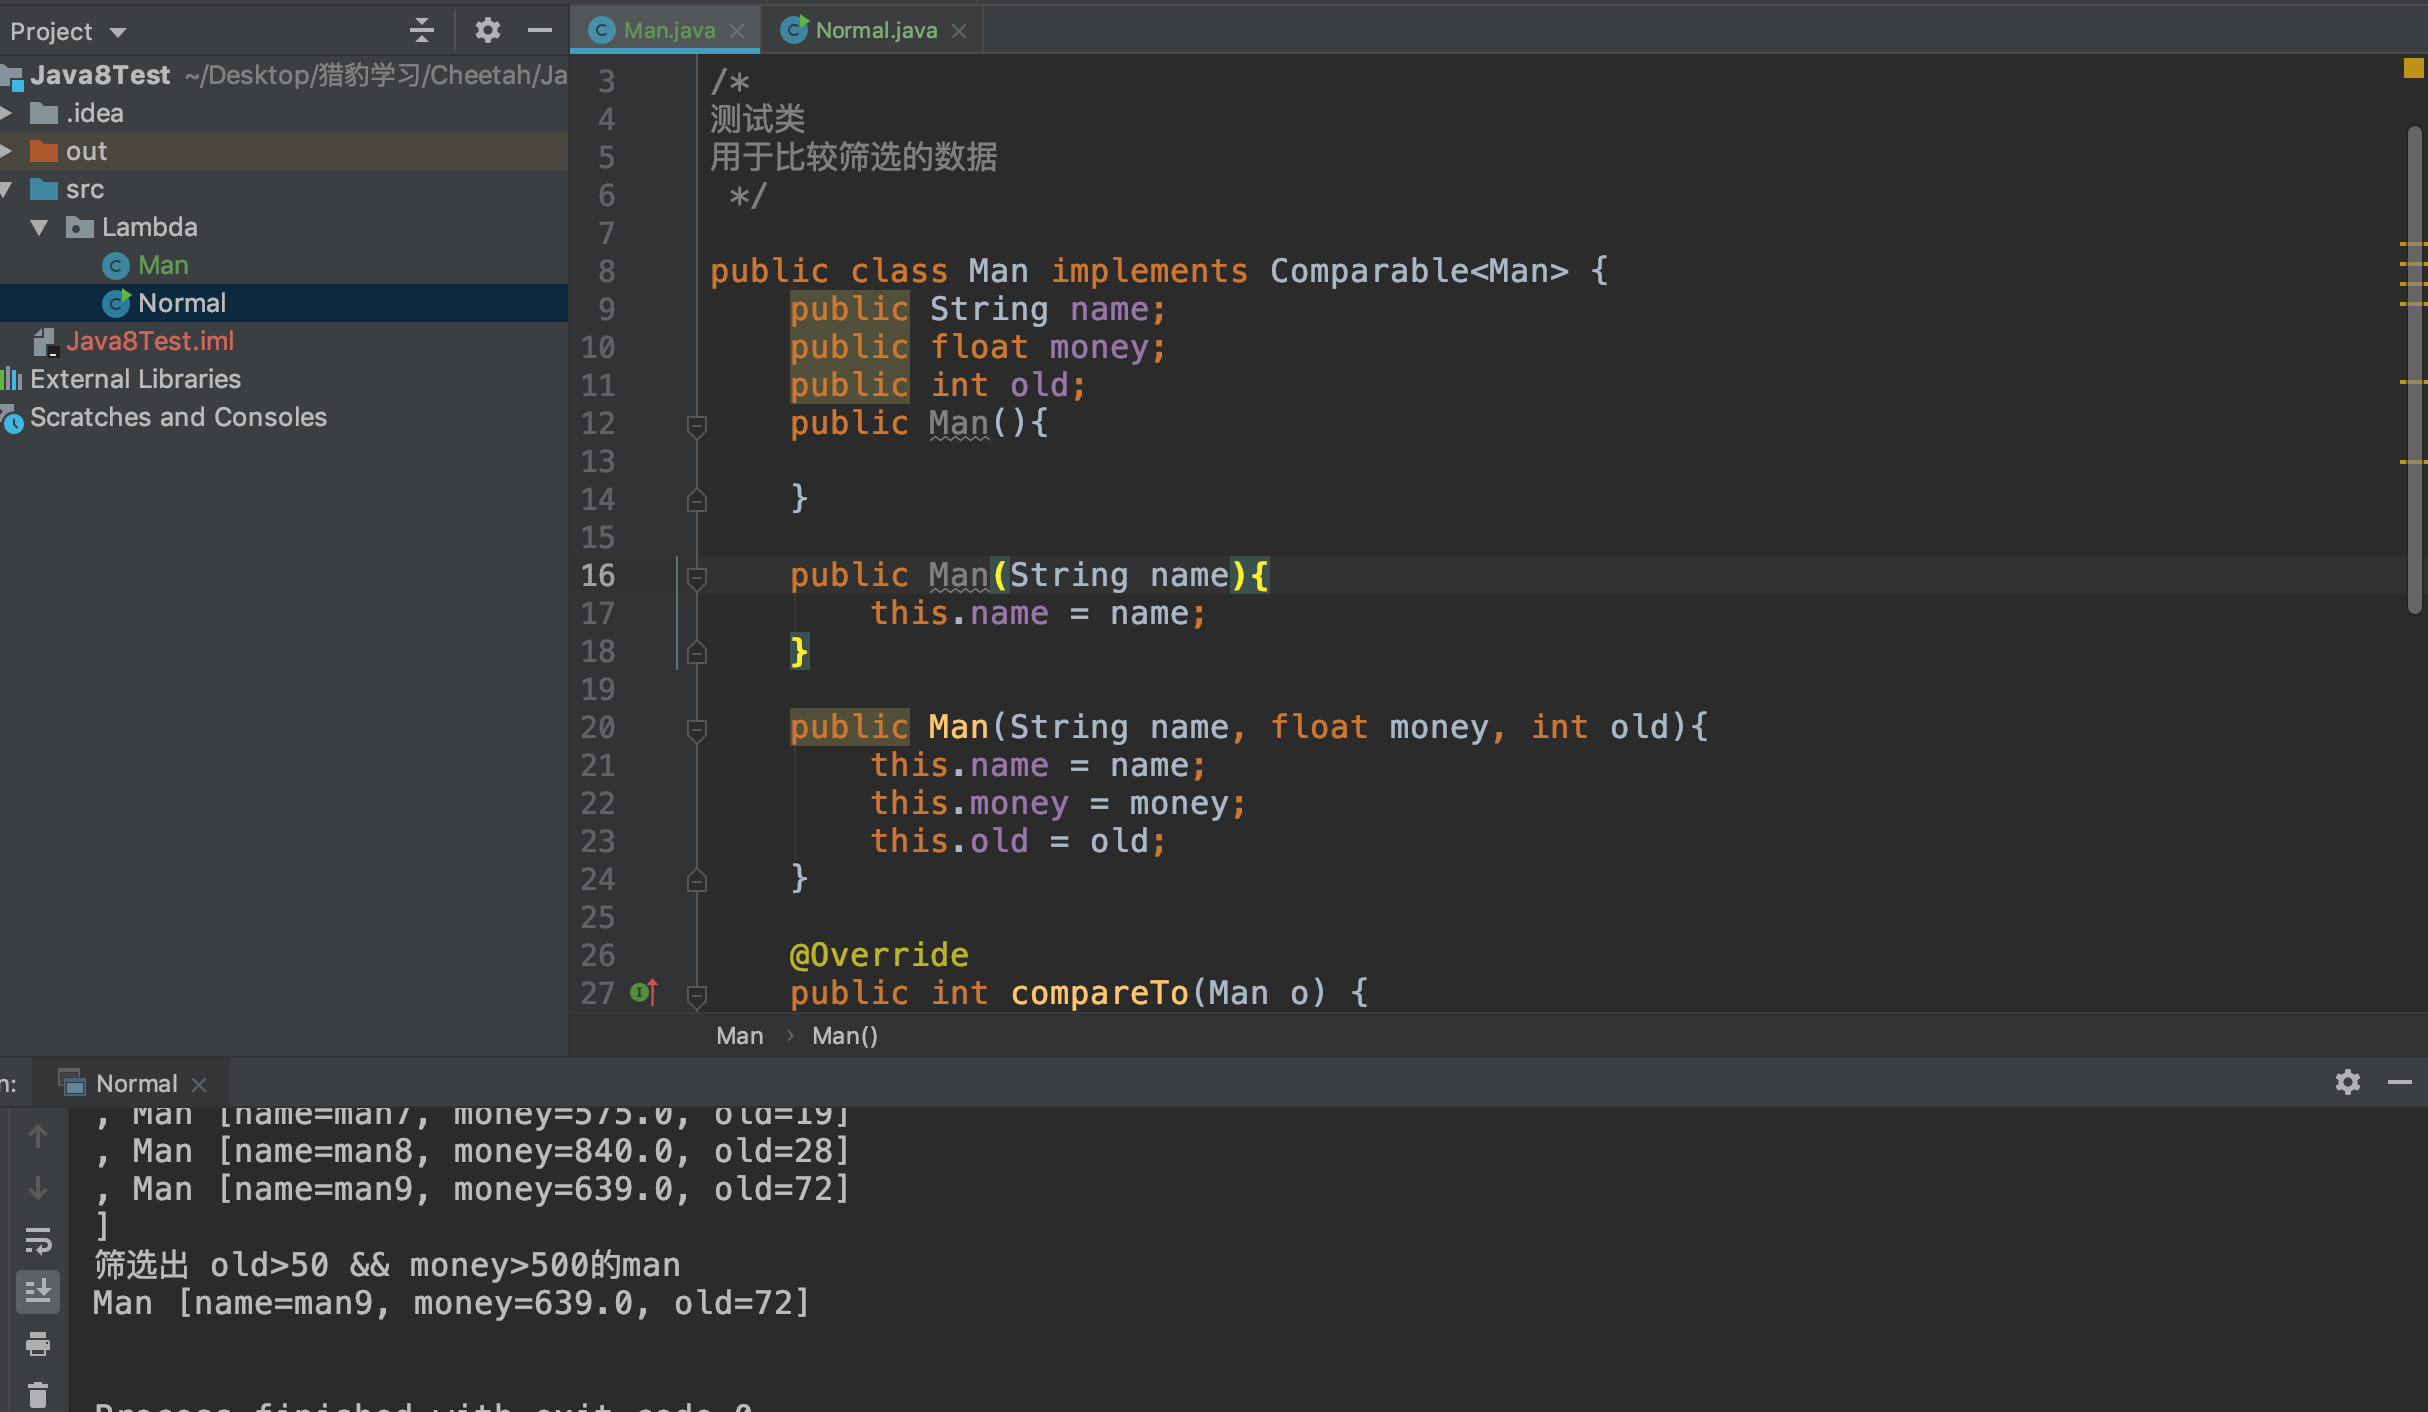 Project
Man.java
Normal.java
Java8Test ~/Desktop/猎豹学习/Cheetah/Ja
.idea
out
src
Lambda
Man
Normal
Java8Test.iml
External Libraries
Scratches and Consoles
3 /*
4 测试类
5 用于比较筛选的数据
6 */
7
8 public class Man implements Comparable<Man> {
9 public String name;
10 public float money;
11 public int old;
12 public Man(){
13
14 }
15
16 public Man(String name){
17 this.name = name;
18 }
19
20 public Man(String name, float money, int old){
21 this.name = name;
22 this.money = money;
23 this.old = old;
24 }
25
26 @Override
27 public int compareTo(Man o) {
Man › Man()
n: Normal
, Man [name=man7, money=575.0, old=19]
, Man [name=man8, money=840.0, old=28]
, Man [name=man9, money=639.0, old=72]
]
筛选出 old>50 && money>500的man
Man [name=man9, money=639.0, old=72]
Process finished with exit code 0